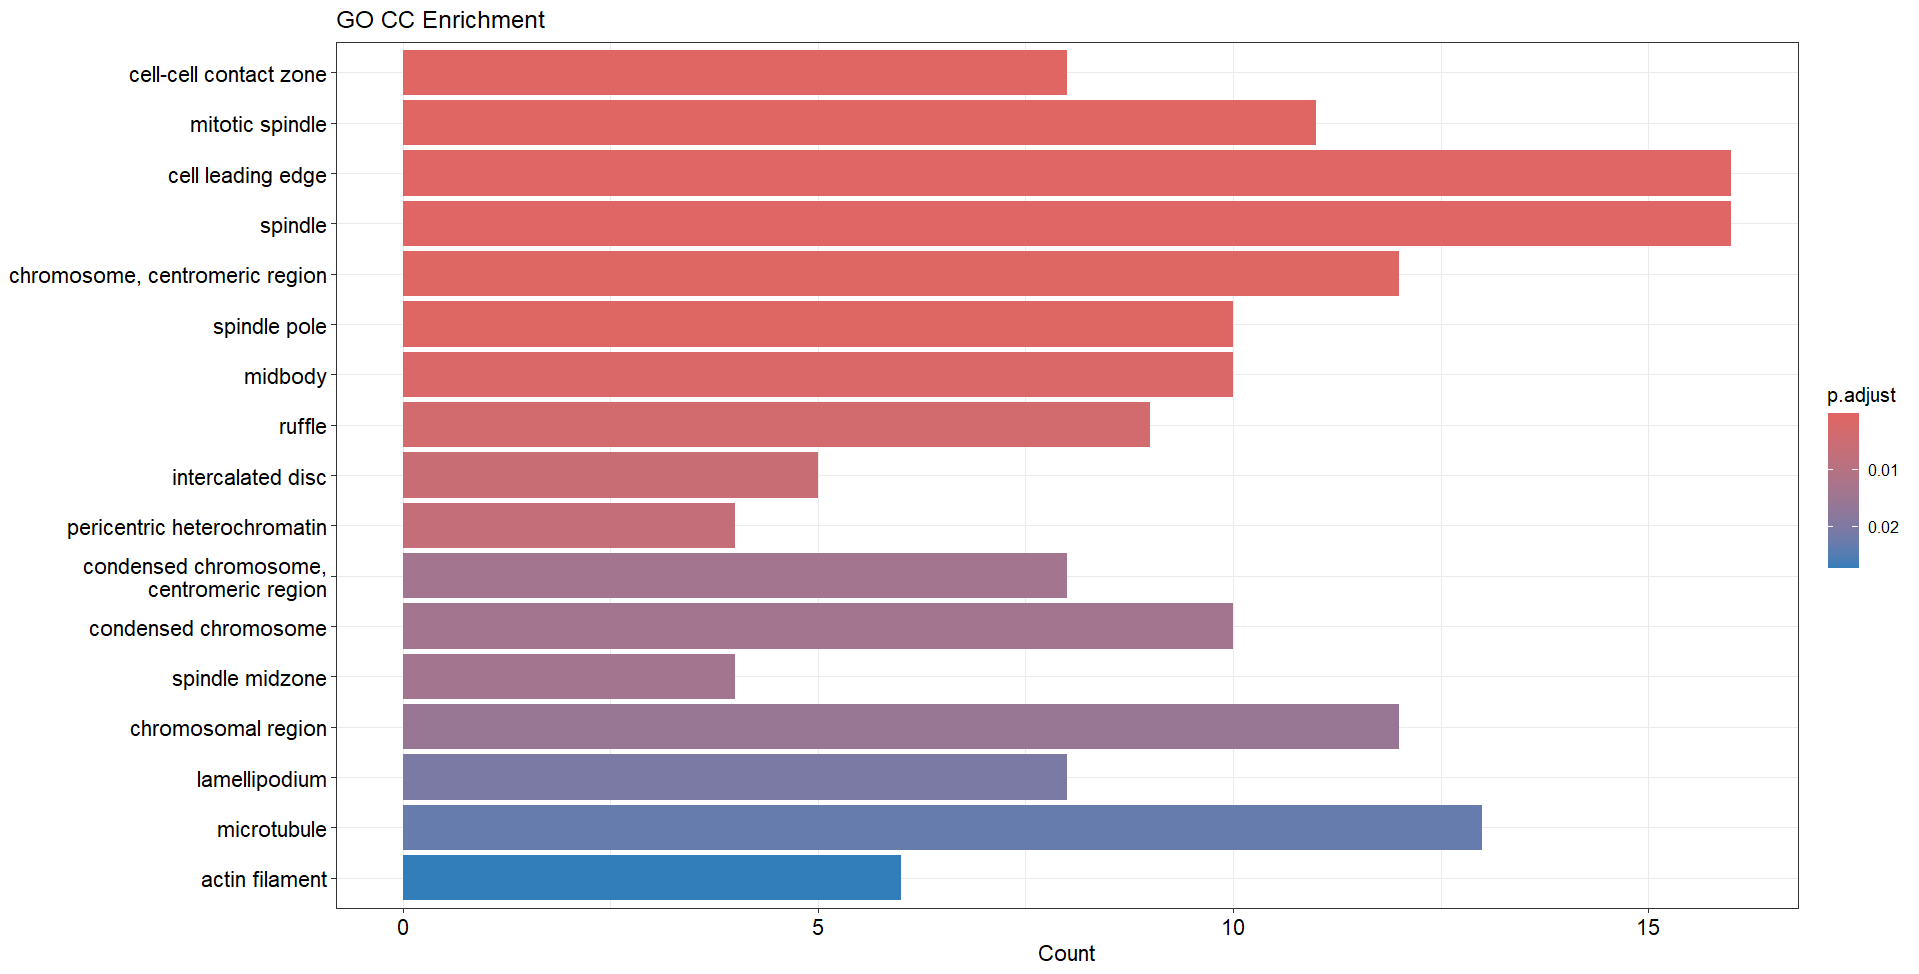 GO CC Enrichment
cell-cell contact zone
mitotic spindle
cell leading edge
spindle
chromosome, centromeric region
spindle pole
midbody
ruffle
intercalated disc
pericentric heterochromatin
condensed chromosome,
centromeric region
condensed chromosome
spindle midzone
chromosomal region
lamellipodium
microtubule
actin filament
0 5 10 15
Count
p.adjust
0.01
0.02